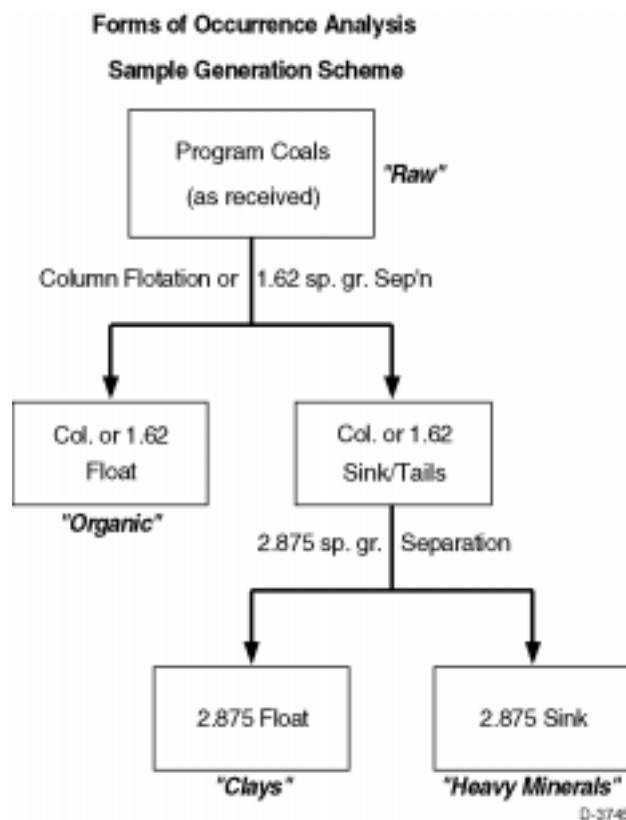 Forms of Occurrence Analysis
Sample Generation Scheme
Program Coals
(as received)
"Raw"
Column Flotation or 1.62 sp. gr. Sep'n
Col. or 1.62
Float
"Organic"
Col. or 1.62
Sink/Tails
2.875 sp. gr. Separation
2.875 Float
"Clays"
2.875 Sink
"Heavy Minerals"